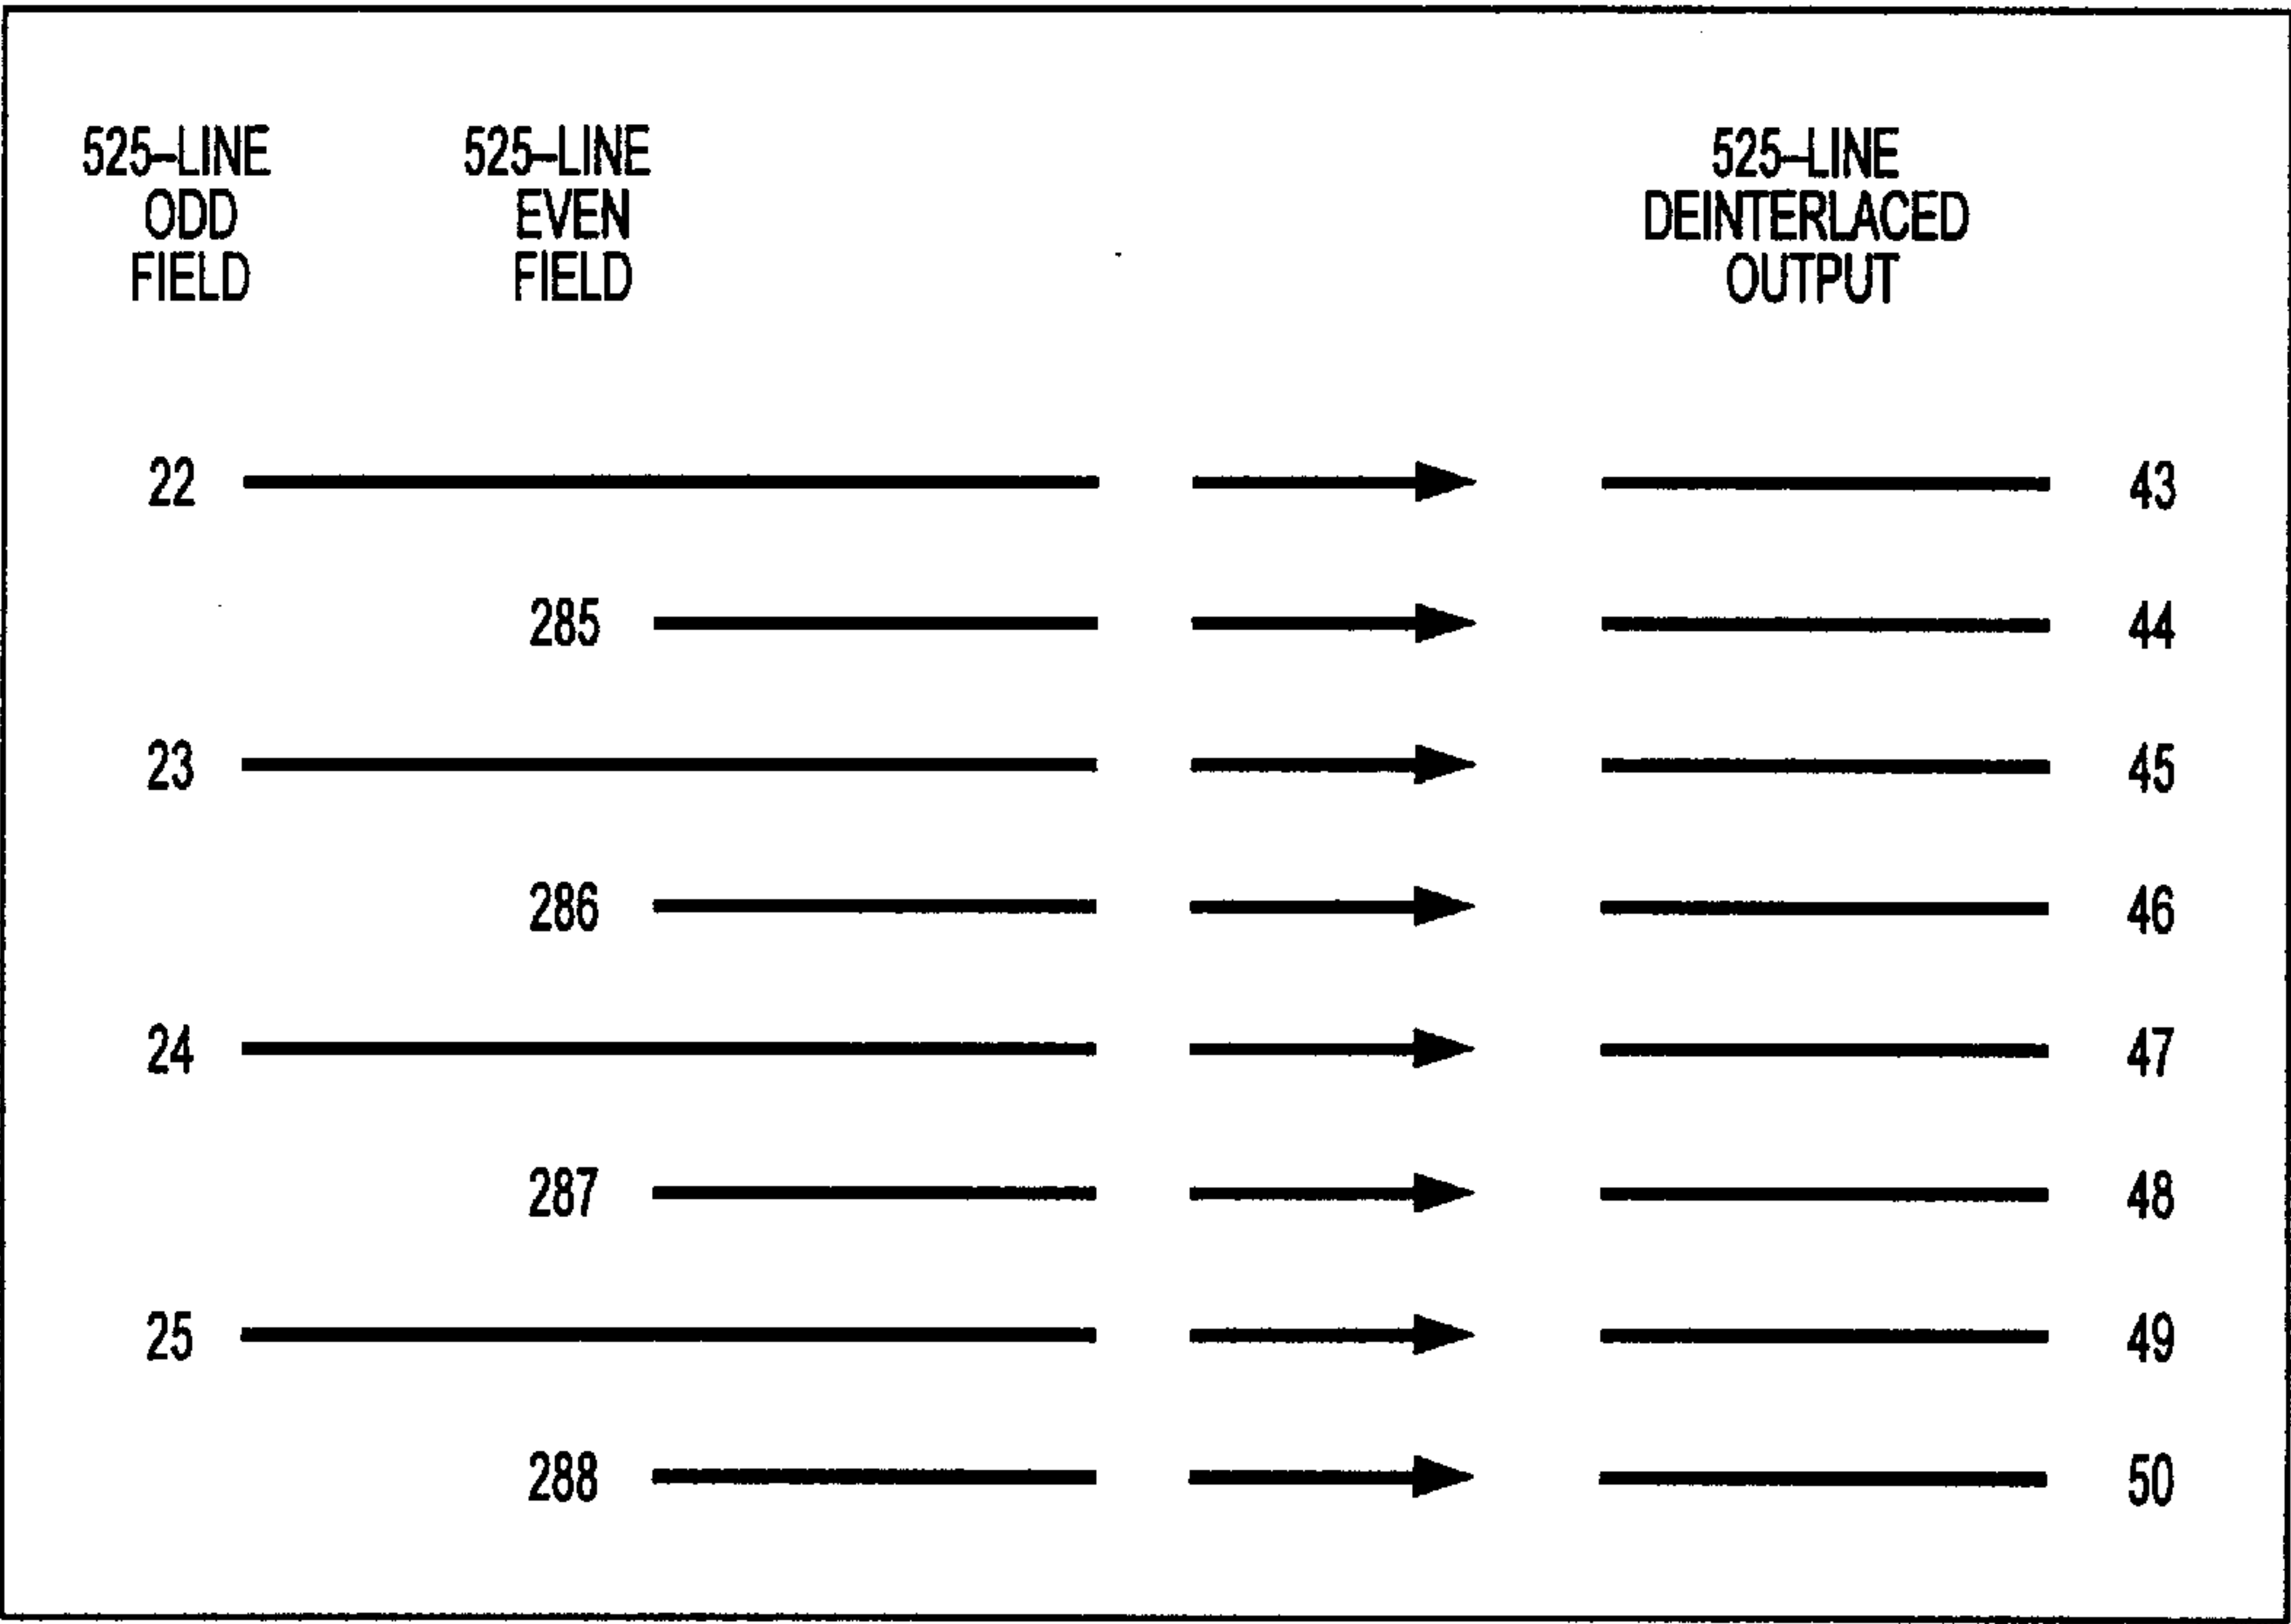 525–LINE
ODD
FIELD
525–LINE
EVEN
FIELD
525–LINE
DEINTERLACED
OUTPUT
22 43
285 44
23 45
286 46
24 47
287 48
25 49
288 50